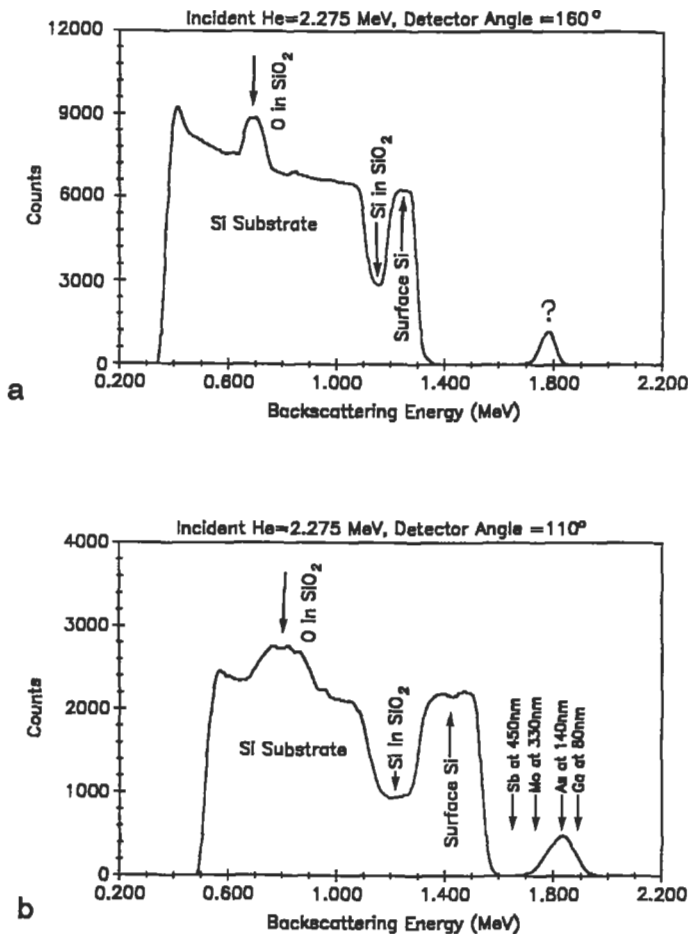 Incident He=2.275 MeV, Detector Angle =160°
12000
9000
6000
3000
0
Counts
O in SiO2
Si in SiO2
Surface Si
Si Substrate
?
0.200 0.600 1.000 1.400 1.800 2.200
Backscattering Energy (MeV)
a
Incident He=2.275 MeV, Detector Angle =110°
4000
3000
2000
1000
0
Counts
O in SiO2
Si in SiO2
Surface Si
Si Substrate
Sb at 450nm
Mo at 330nm
As at 140nm
Ga at 80nm
0.200 0.600 1.000 1.400 1.800 2.200
Backscattering Energy (MeV)
b